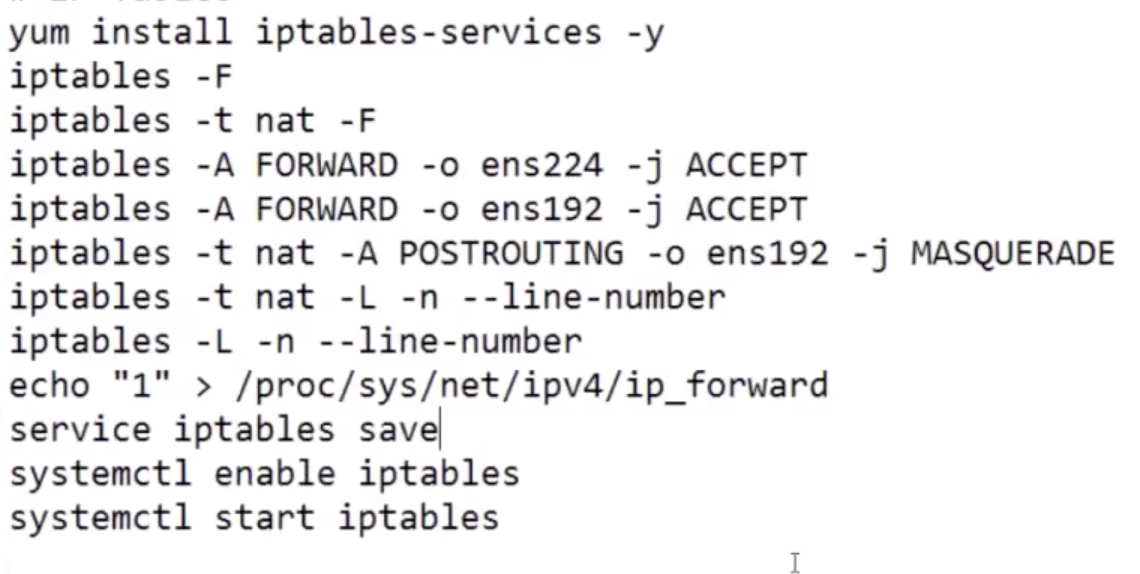 yum install iptables-services -y
iptables -F
iptables -t nat -F
iptables -A FORWARD -o ens224 -j ACCEPT
iptables -A FORWARD -o ens192 -j ACCEPT
iptables -t nat -A POSTROUTING -o ens192 -j MASQUERADE
iptables -t nat -L -n --line-number
iptables -L -n --line-number
echo "1" > /proc/sys/net/ipv4/ip_forward
service iptables save
systemctl enable iptables
systemctl start iptables